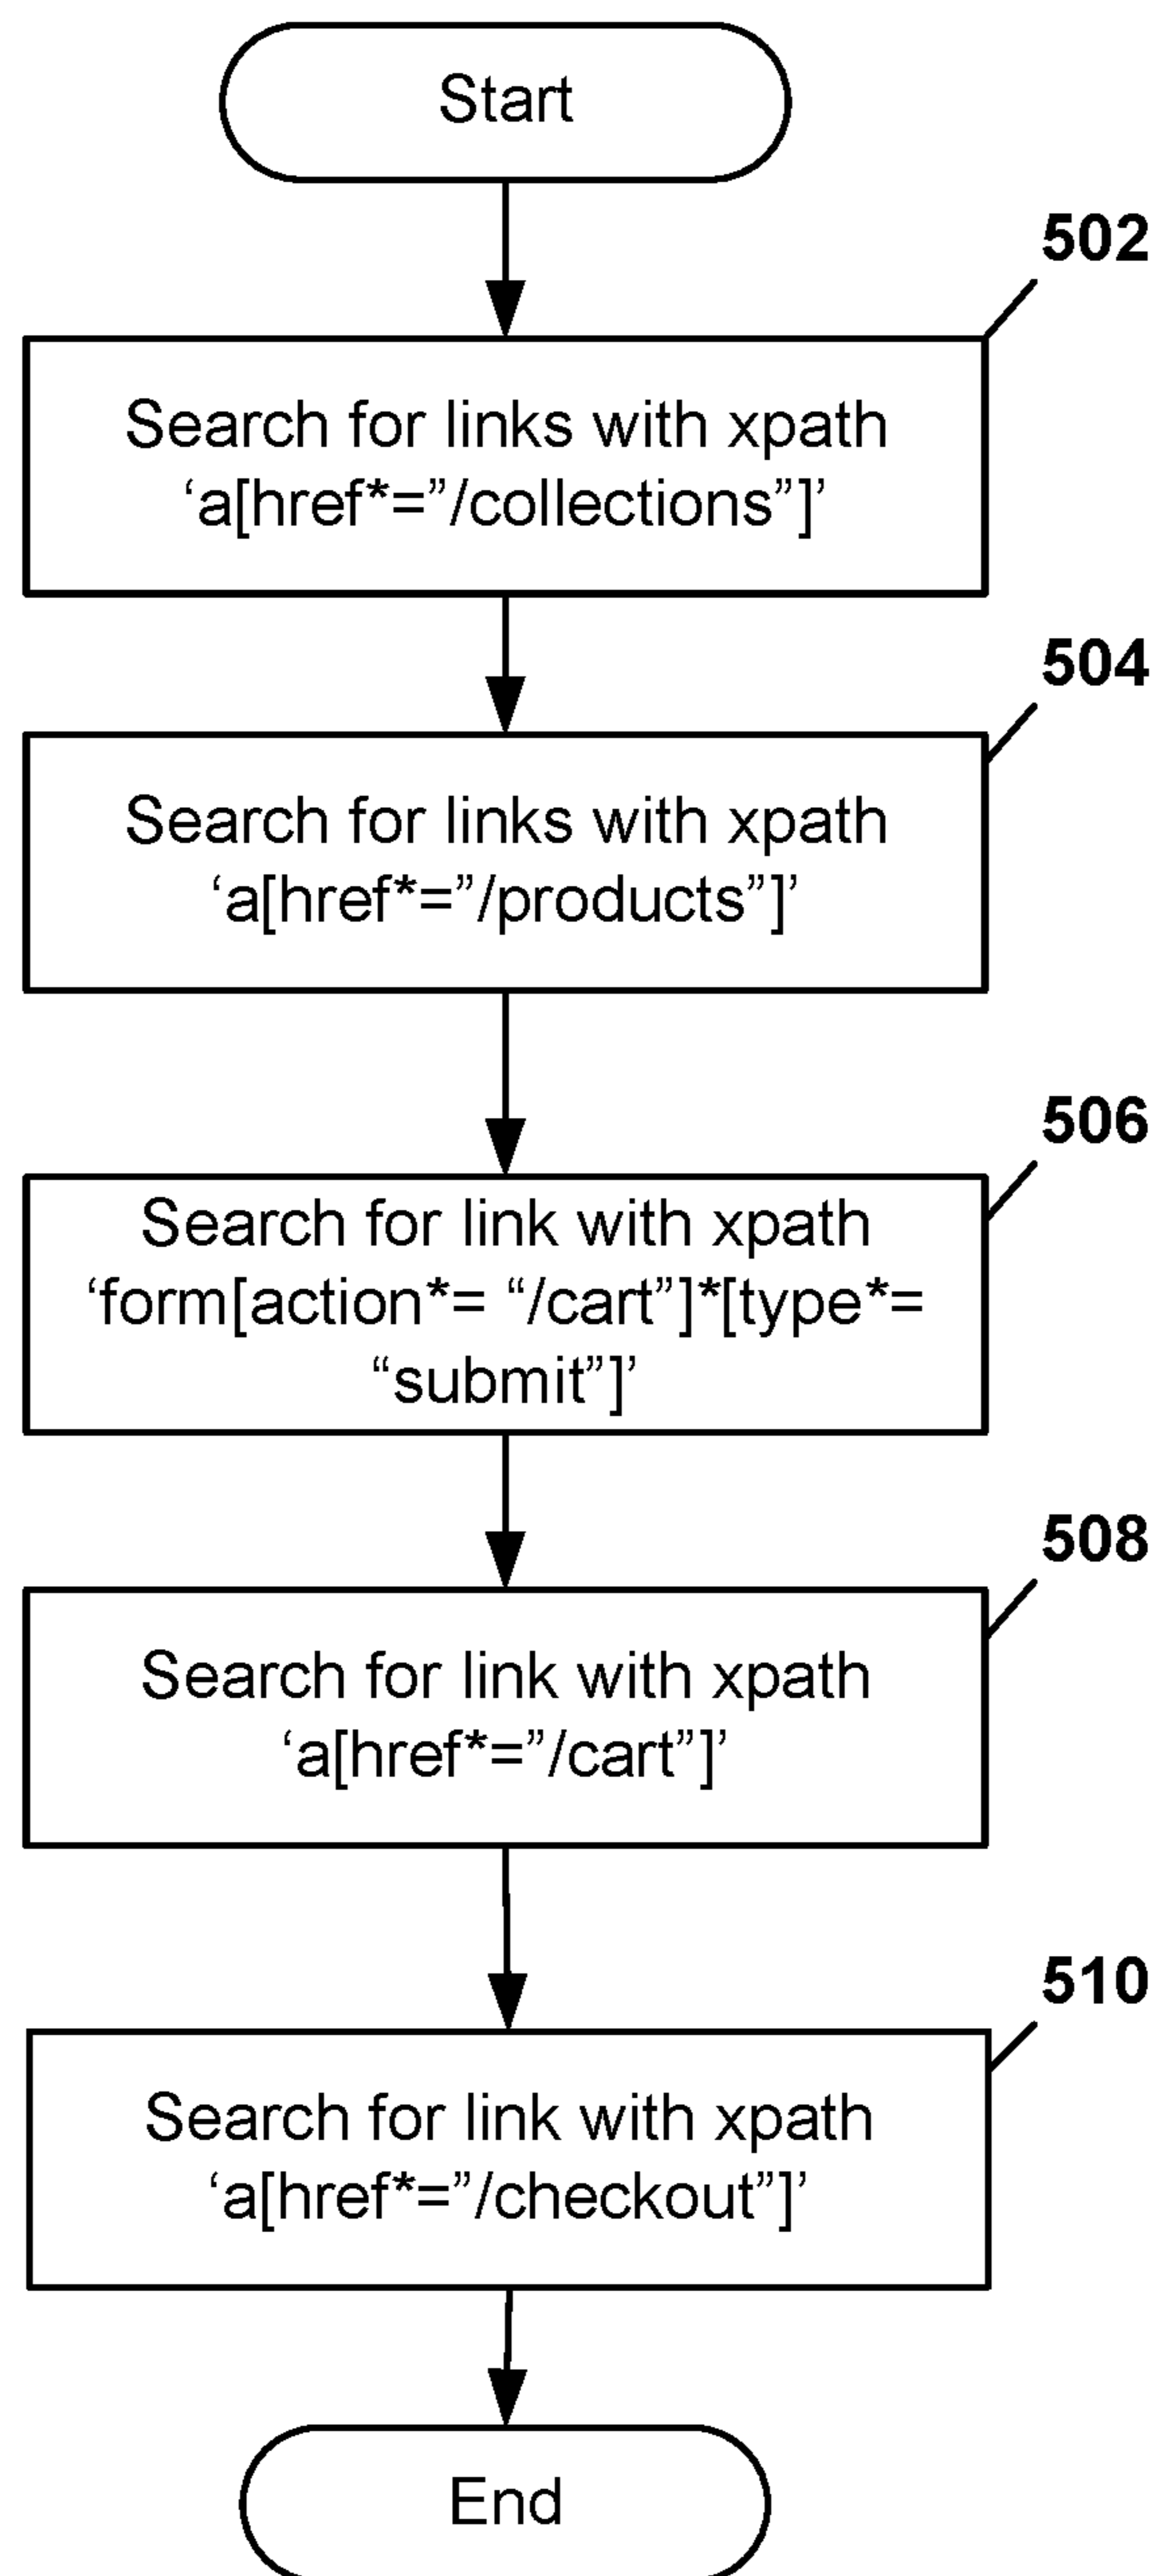 Start
502
Search for links with xpath
‘a[href*=”/collections”]’
504
Search for links with xpath
‘a[href*=”/products”]’
506
Search for link with xpath
‘form[action*= “/cart”]*[type*=
“submit”]’
508
Search for link with xpath
‘a[href*=”/cart”]’
510
Search for link with xpath
‘a[href*=”/checkout”]’
End